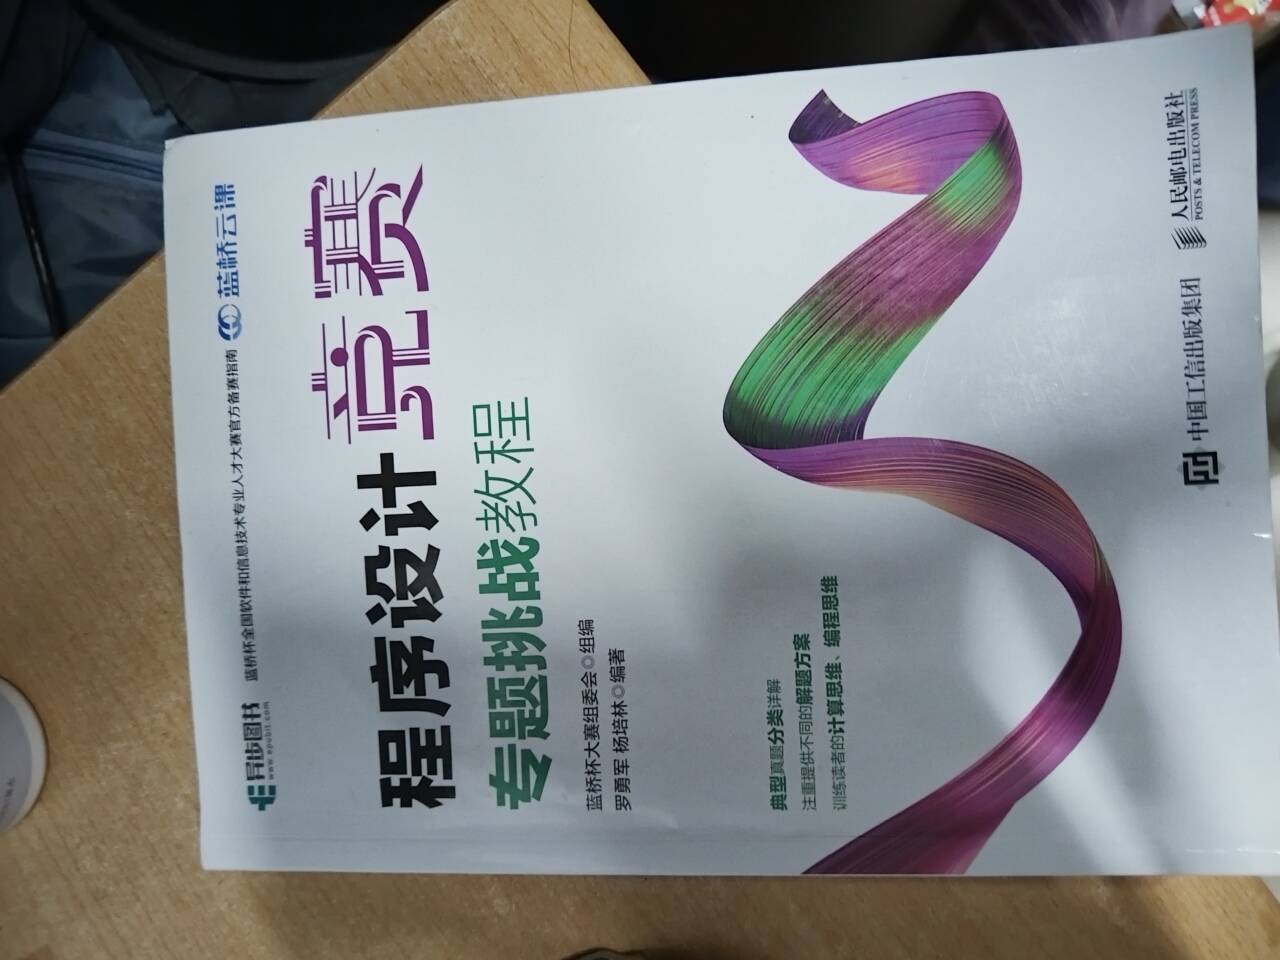 异步图书
www.epubit.com
蓝桥杯全国软件和信息技术专业人才大赛官方备赛指南
蓝桥云课
程序设计竞赛
专题挑战教程
蓝桥杯大赛组委会◎组编
罗勇军 杨培林◎编著
典型真题分类详解
注重提供不同的解题方案
训练读者的计算思维、编程思维
中国工信出版集团
人民邮电出版社
POSTS & TELECOM PRESS